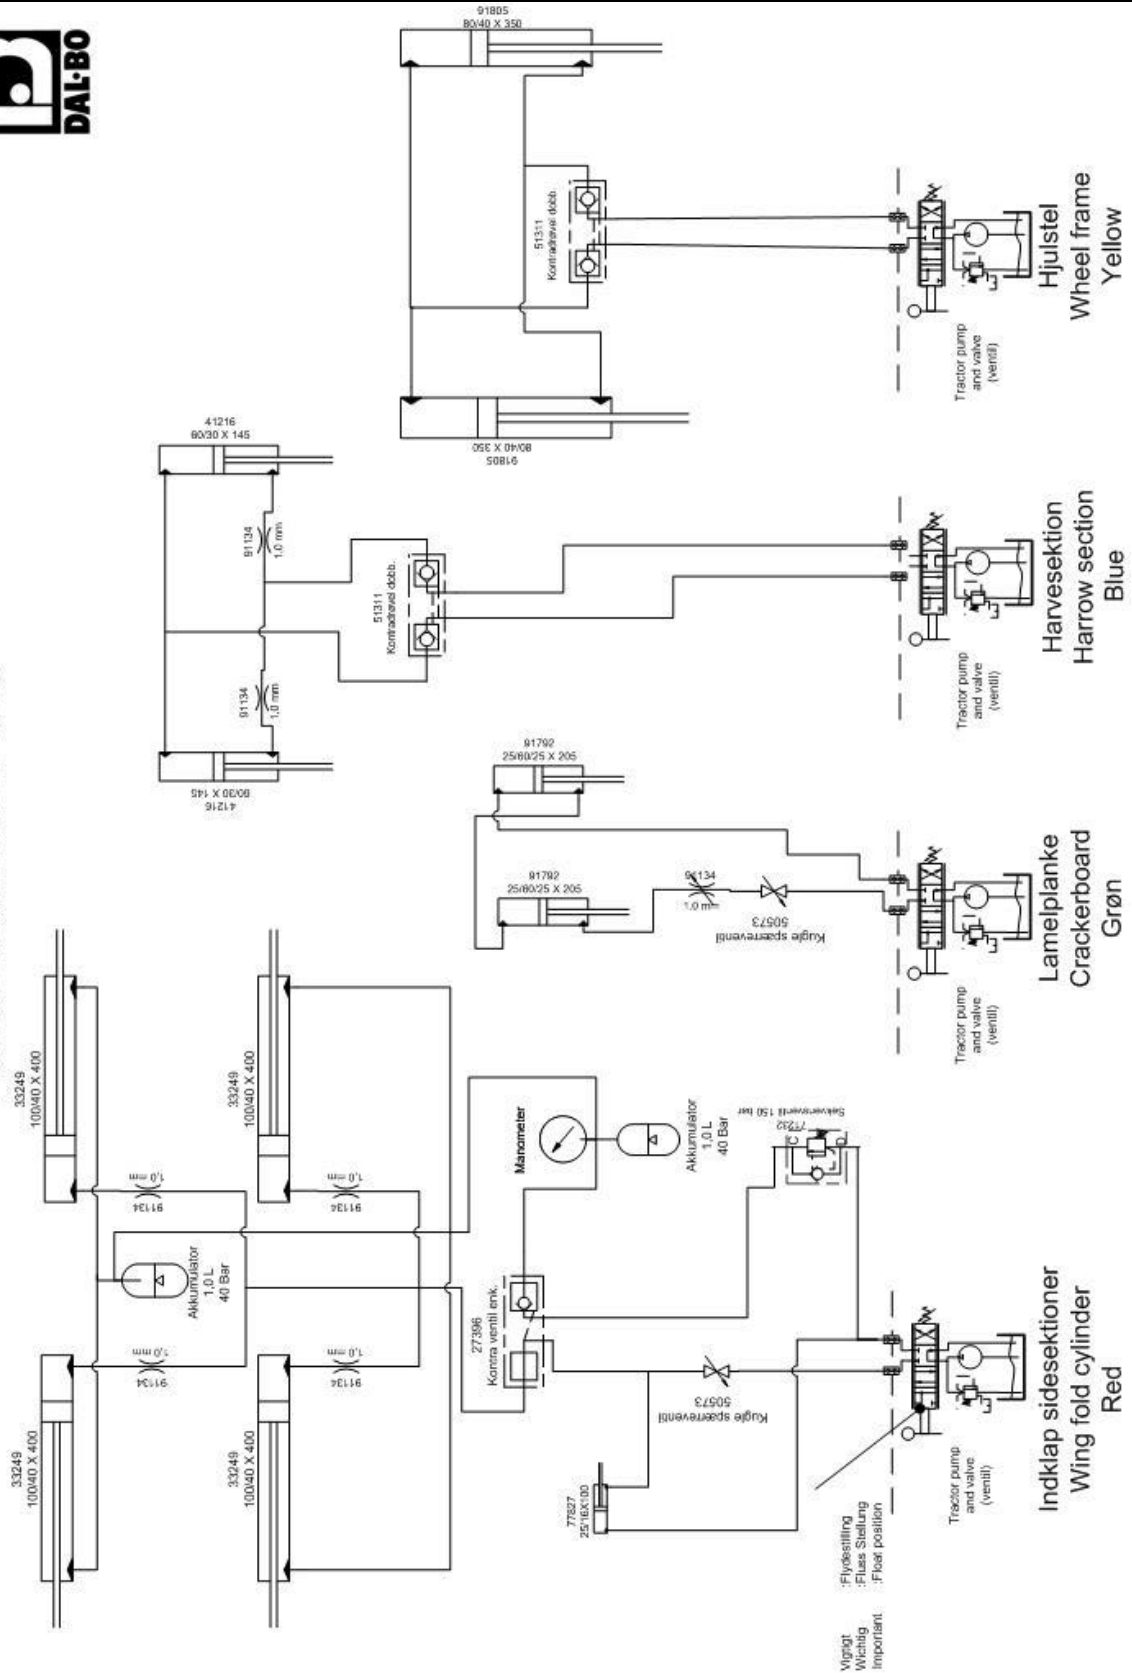 DAL-BO
91805
80/40 X 350
51311
Kontradrøvel dobb.
91805
80/40 X 350
Tractor pump
and valve
(ventil)
Hjulstel
Wheel frame
Yellow
41216
60/30 X 145
91134
1,0 mm
91134
1,0 mm
41216
60/30 X 145
51311
Kontradrøvel dobb.
Tractor pump
and valve
(ventil)
Harvesektion
Harrow section
Blue
91792
25/60/25 X 205
91792
25/60/25 X 205
91134
1.0 mm
50573
Kugle spærreventil
Tractor pump
and valve
(ventil)
Lamelplanke
Crackerboard
Grøn
33249
100/40 X 400
33249
100/40 X 400
91134
1,0 mm
91134
1,0 mm
Akkumulator
1,0 L
40 Bar
91134
1,0 mm
91134
1,0 mm
33249
100/40 X 400
33249
100/40 X 400
Manometer
Akkumulator
1,0 L
40 Bar
27396
Kontra ventil enk.
71232
Sekvensventil 150 bar
C
D
50573
Kugle spærreventil
77827
25/16X100
Vigtigt :Flydestilling
Wichtig :Fluss Stellung
Important :Float position
Tractor pump
and valve
(ventil)
Indklap sidesektioner
Wing fold cylinder
Red